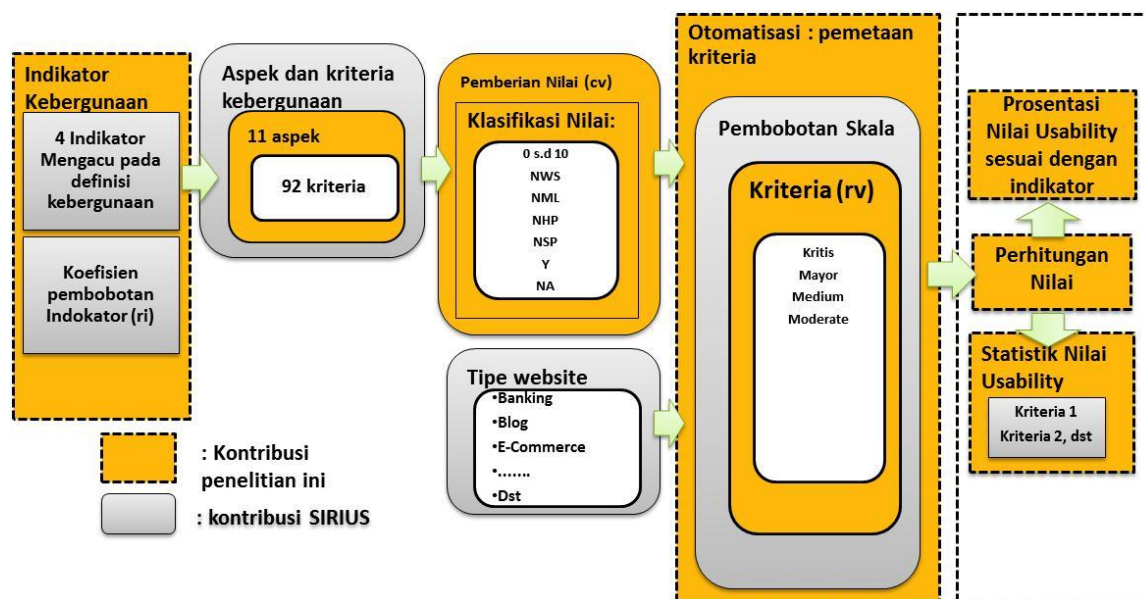 Indikator
Kebergunaan
4 Indikator
Mengacu pada
definisi
kebergunaan
Koefisien
pembobotan
Indokator (ri)
Aspek dan kriteria
kebergunaan
11 aspek
92 kriteria
Pemberian Nilai (cv)
Klasifikasi Nilai:
0 s.d 10
NWS
NML
NHP
NSP
Y
NA
Tipe website
•Banking
•Blog
•E-Commerce
•.......
•Dst
Otomatisasi : pemetaan
kriteria
Pembobotan Skala
Kriteria (rv)
Kritis
Mayor
Medium
Moderate
Prosentasi
Nilai Usability
sesuai dengan
indikator
Perhitungan
Nilai
Statistik Nilai
Usability
Kriteria 1
Kriteria 2, dst
: Kontribusi
penelitian ini
: kontribusi SIRIUS